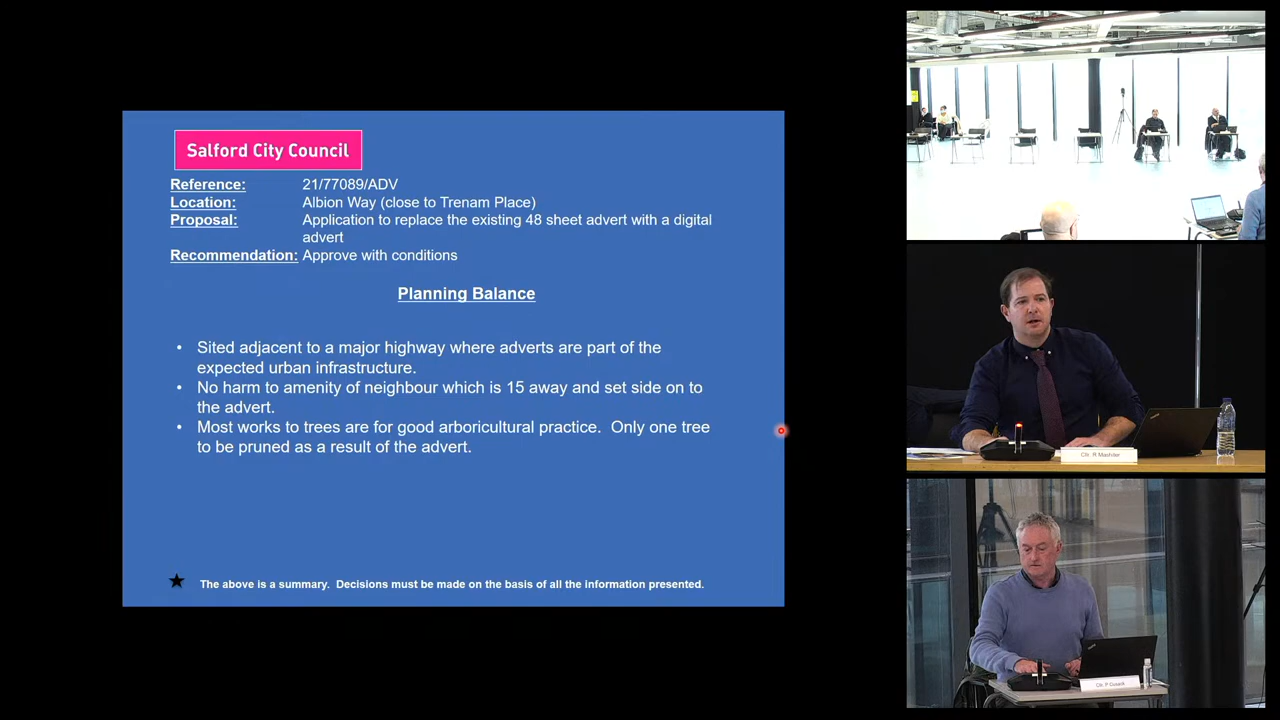 Salford City Council
Reference: 21/77089/ADV
Location: Albion Way (close to Trenam Place)
Proposal: Application to replace the existing 48 sheet advert with a digital
advert
Recommendation: Approve with conditions
Planning Balance
• Sited adjacent to a major highway where adverts are part of the
expected urban infrastructure.
• No harm to amenity of neighbour which is 15 away and set side on to
the advert.
• Most works to trees are for good arboricultural practice. Only one tree
to be pruned as a result of the advert.
The above is a summary. Decisions must be made on the basis of all the information presented.
Cllr. R Mashiter
Cllr. P Cusack